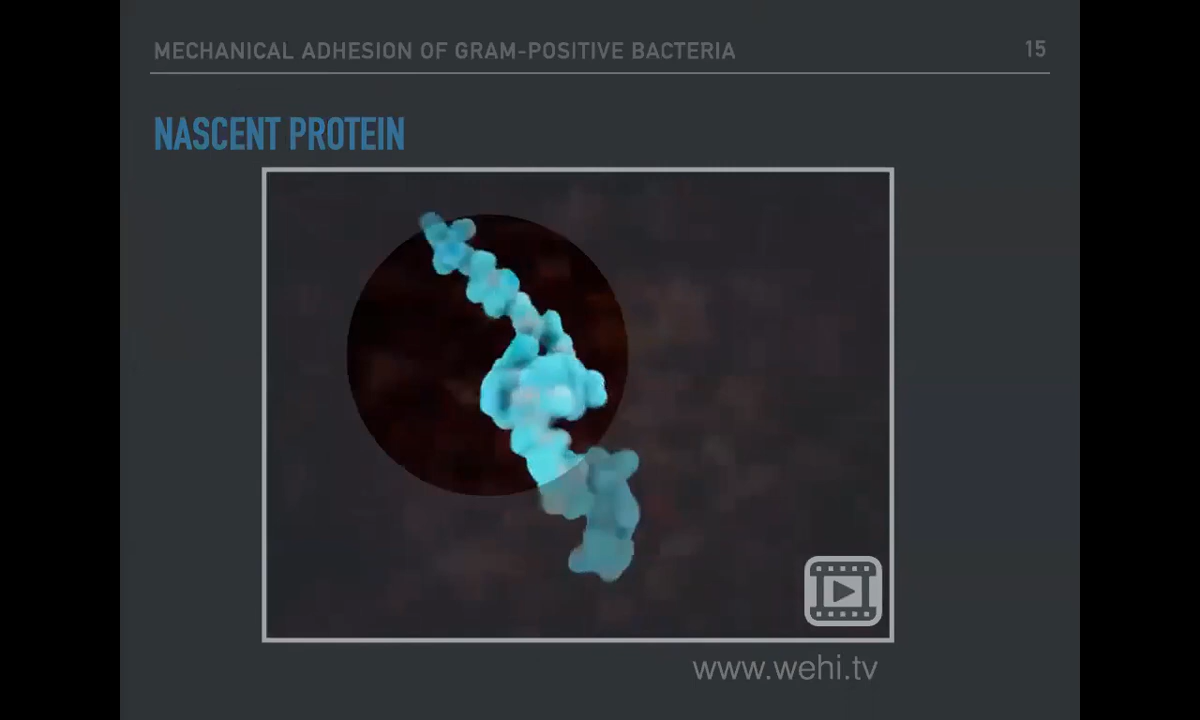 MECHANICAL ADHESION OF GRAM-POSITIVE BACTERIA 15
NASCENT PROTEIN
www.wehi.tv